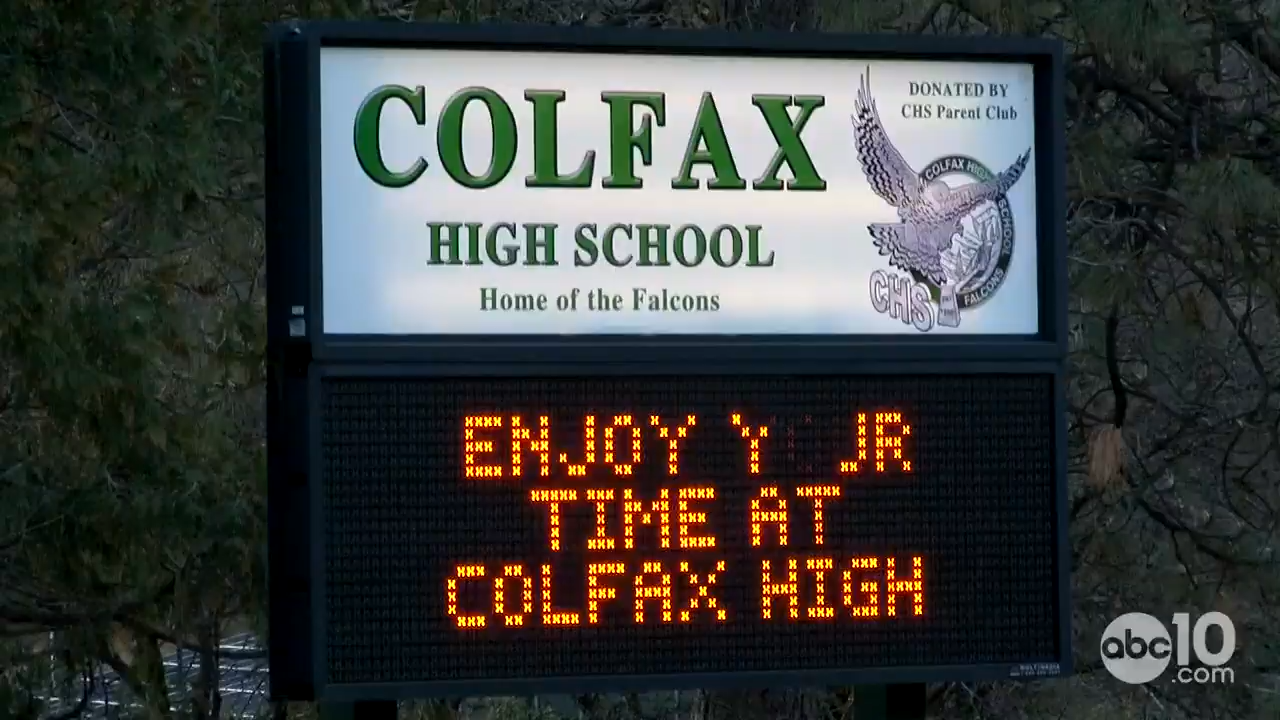 COLFAX
HIGH SCHOOL
Home of the Falcons
DONATED BY
CHS Parent Club
COLFAX HIGH SCHOOL
FALCONS
CHS
ENJOY Y JR
TIME AT
COLFAX HIGH
abc10
.com